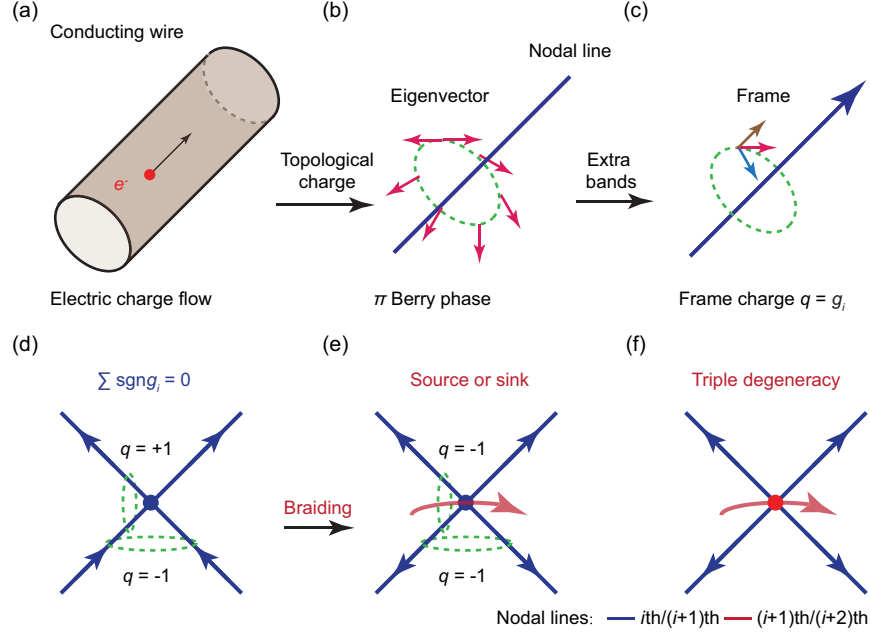 (a)
Conducting wire
e-
Electric charge flow
Topological
charge
(b)
Nodal line
Eigenvector
π Berry phase
Extra
bands
(c)
Frame
Frame charge q = gi
(d)
∑ sgngi = 0
q = +1
q = -1
Braiding
(e)
Source or sink
q = -1
q = -1
(f)
Triple degeneracy
Nodal lines: ith/(i+1)th (i+1)th/(i+2)th